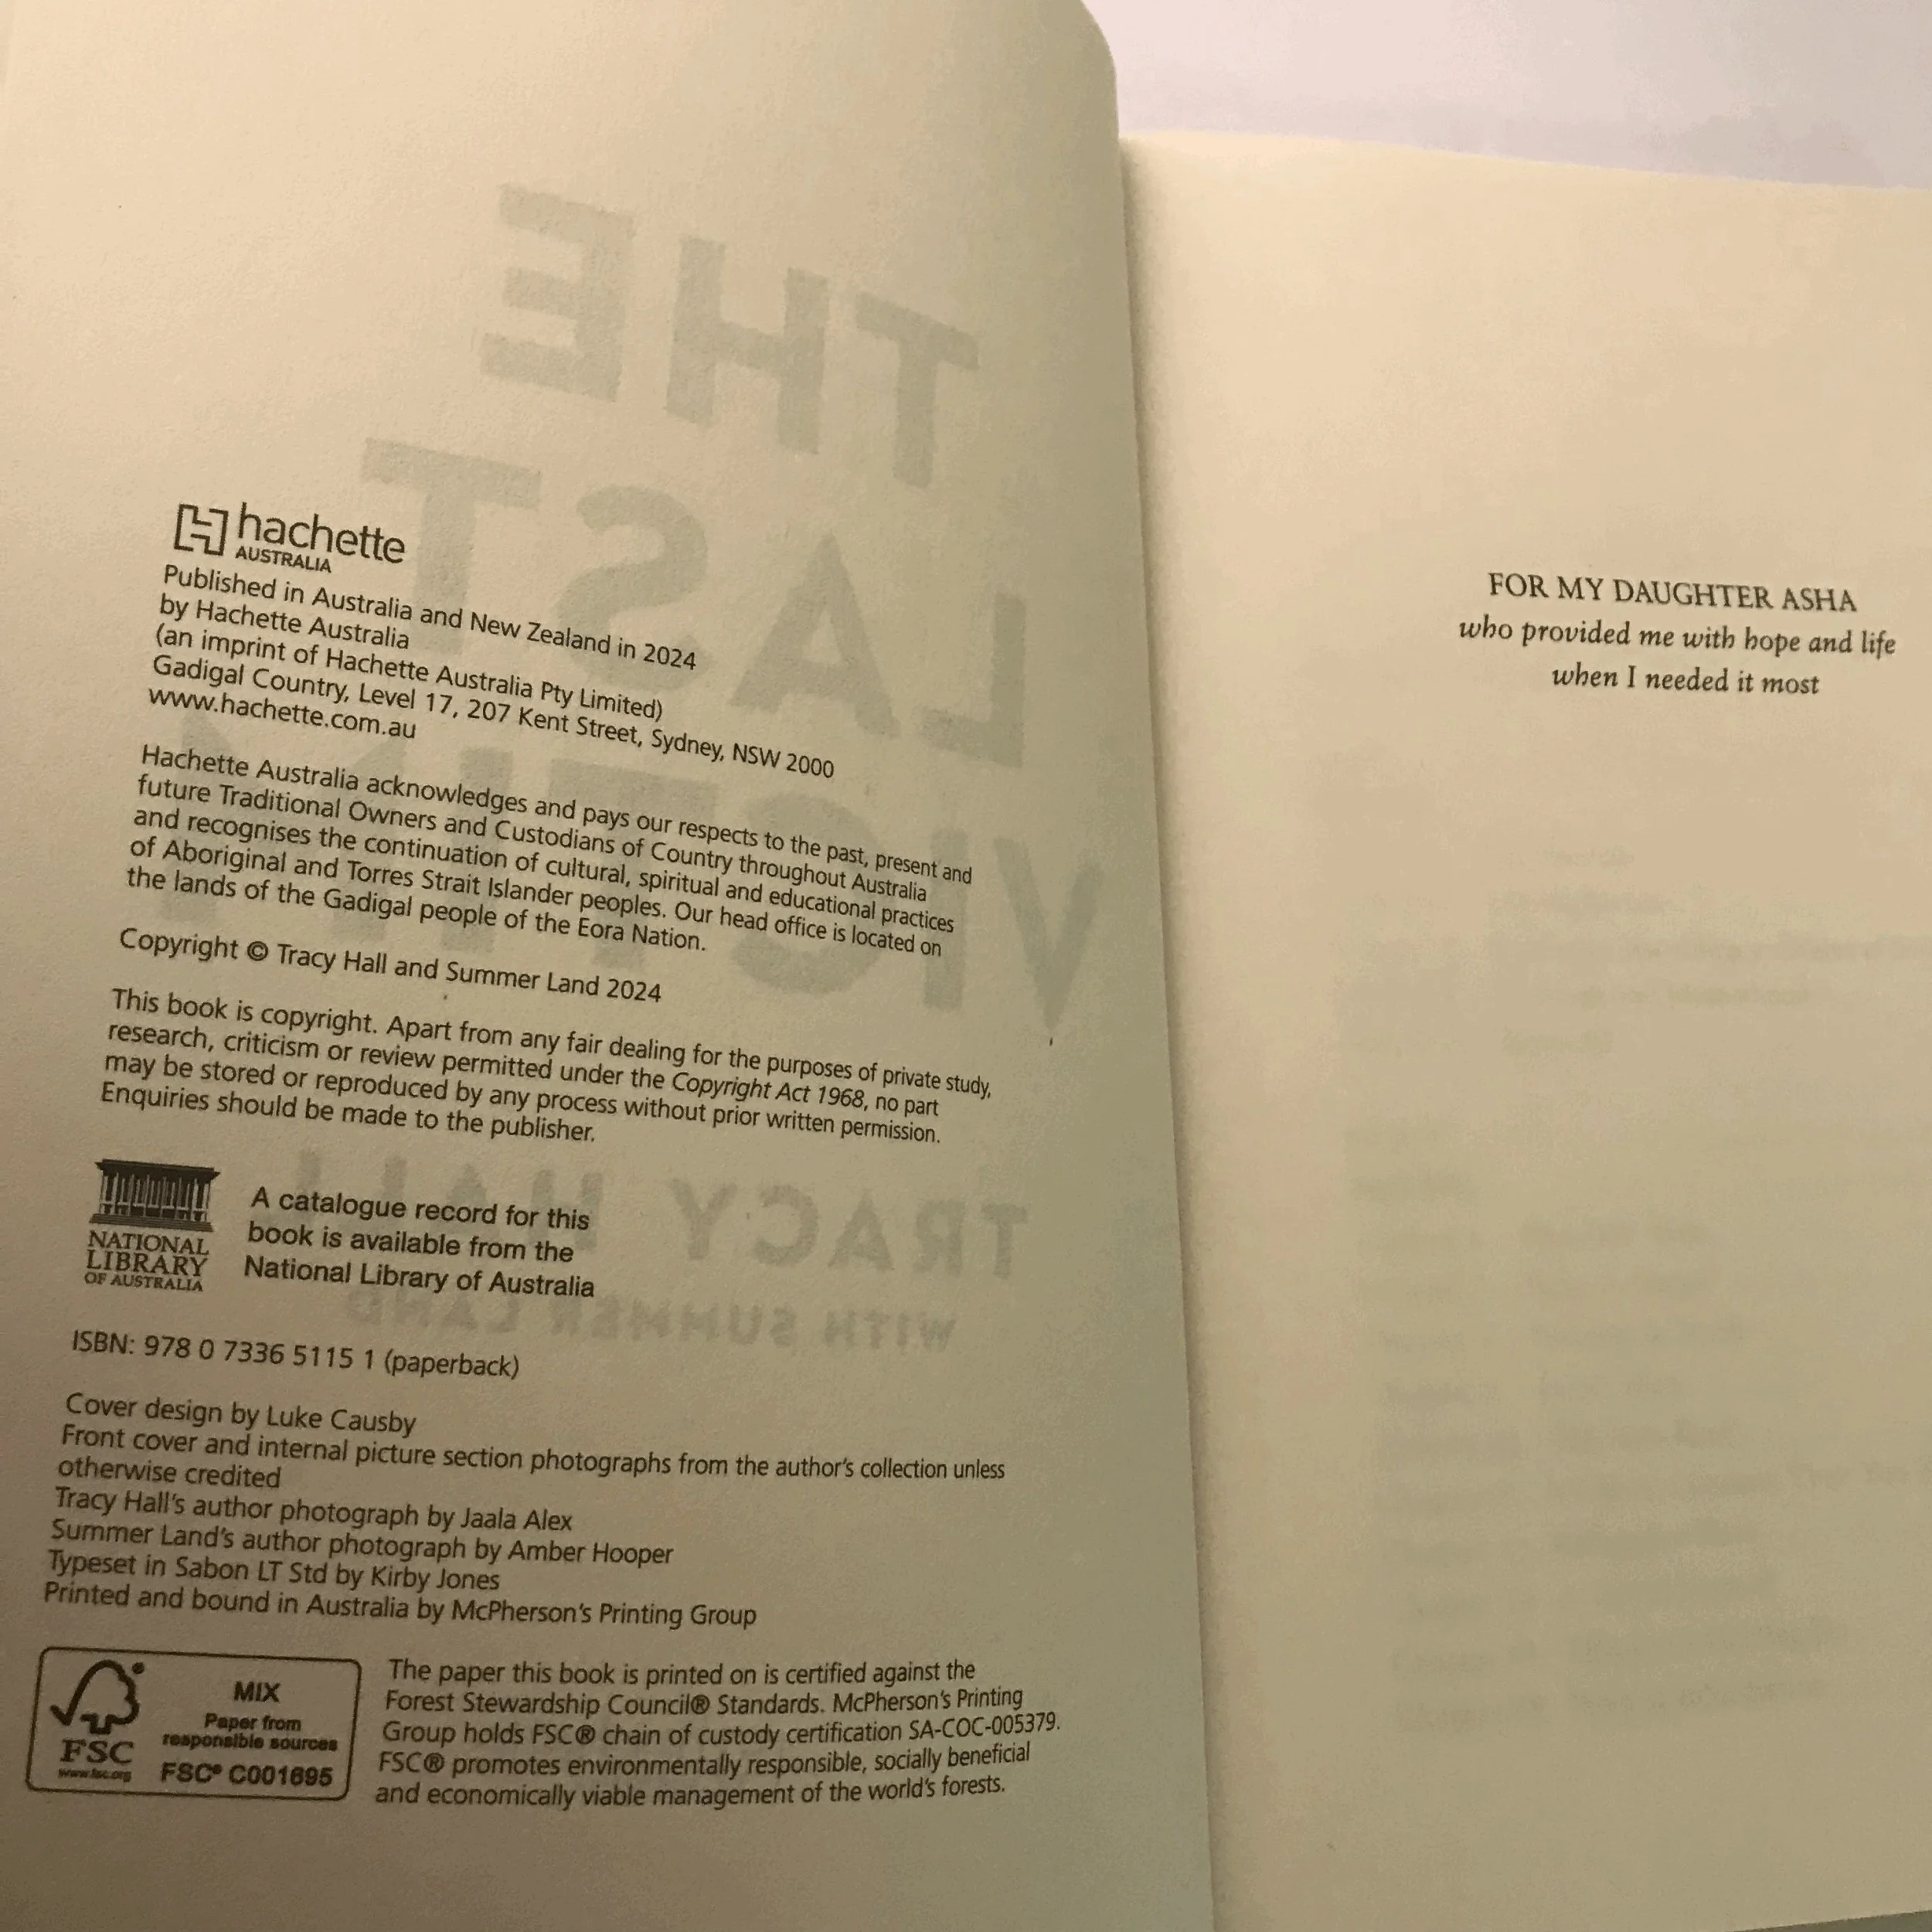 hachette
AUSTRALIA
Published in Australia and New Zealand in 2024
by Hachette Australia
(an imprint of Hachette Australia Pty Limited)
Gadigal Country, Level 17, 207 Kent Street, Sydney, NSW 2000
www.hachette.com.au
Hachette Australia acknowledges and pays our respects to the past, present and
future Traditional Owners and Custodians of Country throughout Australia
and recognises the continuation of cultural, spiritual and educational practices
of Aboriginal and Torres Strait Islander peoples. Our head office is located on
the lands of the Gadigal people of the Eora Nation.
Copyright © Tracy Hall and Summer Land 2024
This book is copyright. Apart from any fair dealing for the purposes of private study,
research, criticism or review permitted under the Copyright Act 1968, no part
may be stored or reproduced by any process without prior written permission.
Enquiries should be made to the publisher.
NATIONAL
LIBRARY
OF AUSTRALIA
A catalogue record for this
book is available from the
National Library of Australia
ISBN: 978 0 7336 5115 1 (paperback)
Cover design by Luke Causby
Front cover and internal picture section photographs from the author's collection unless
otherwise credited
Tracy Hall's author photograph by Jaala Alex
Summer Land's author photograph by Amber Hooper
Typeset in Sabon LT Std by Kirby Jones
Printed and bound in Australia by McPherson's Printing Group
FSC
www.fsc.org
MIX
Paper from
responsible sources
FSC® C001695
The paper this book is printed on is certified against the
Forest Stewardship Council® Standards. McPherson's Printing
Group holds FSC® chain of custody certification SA-COC-005379.
FSC® promotes environmentally responsible, socially beneficial
and economically viable management of the world's forests.
THE
LAST
VICTIM
TRACY HALL
WITH SUMMER LAND
FOR MY DAUGHTER ASHA
who provided me with hope and life
when I needed it most